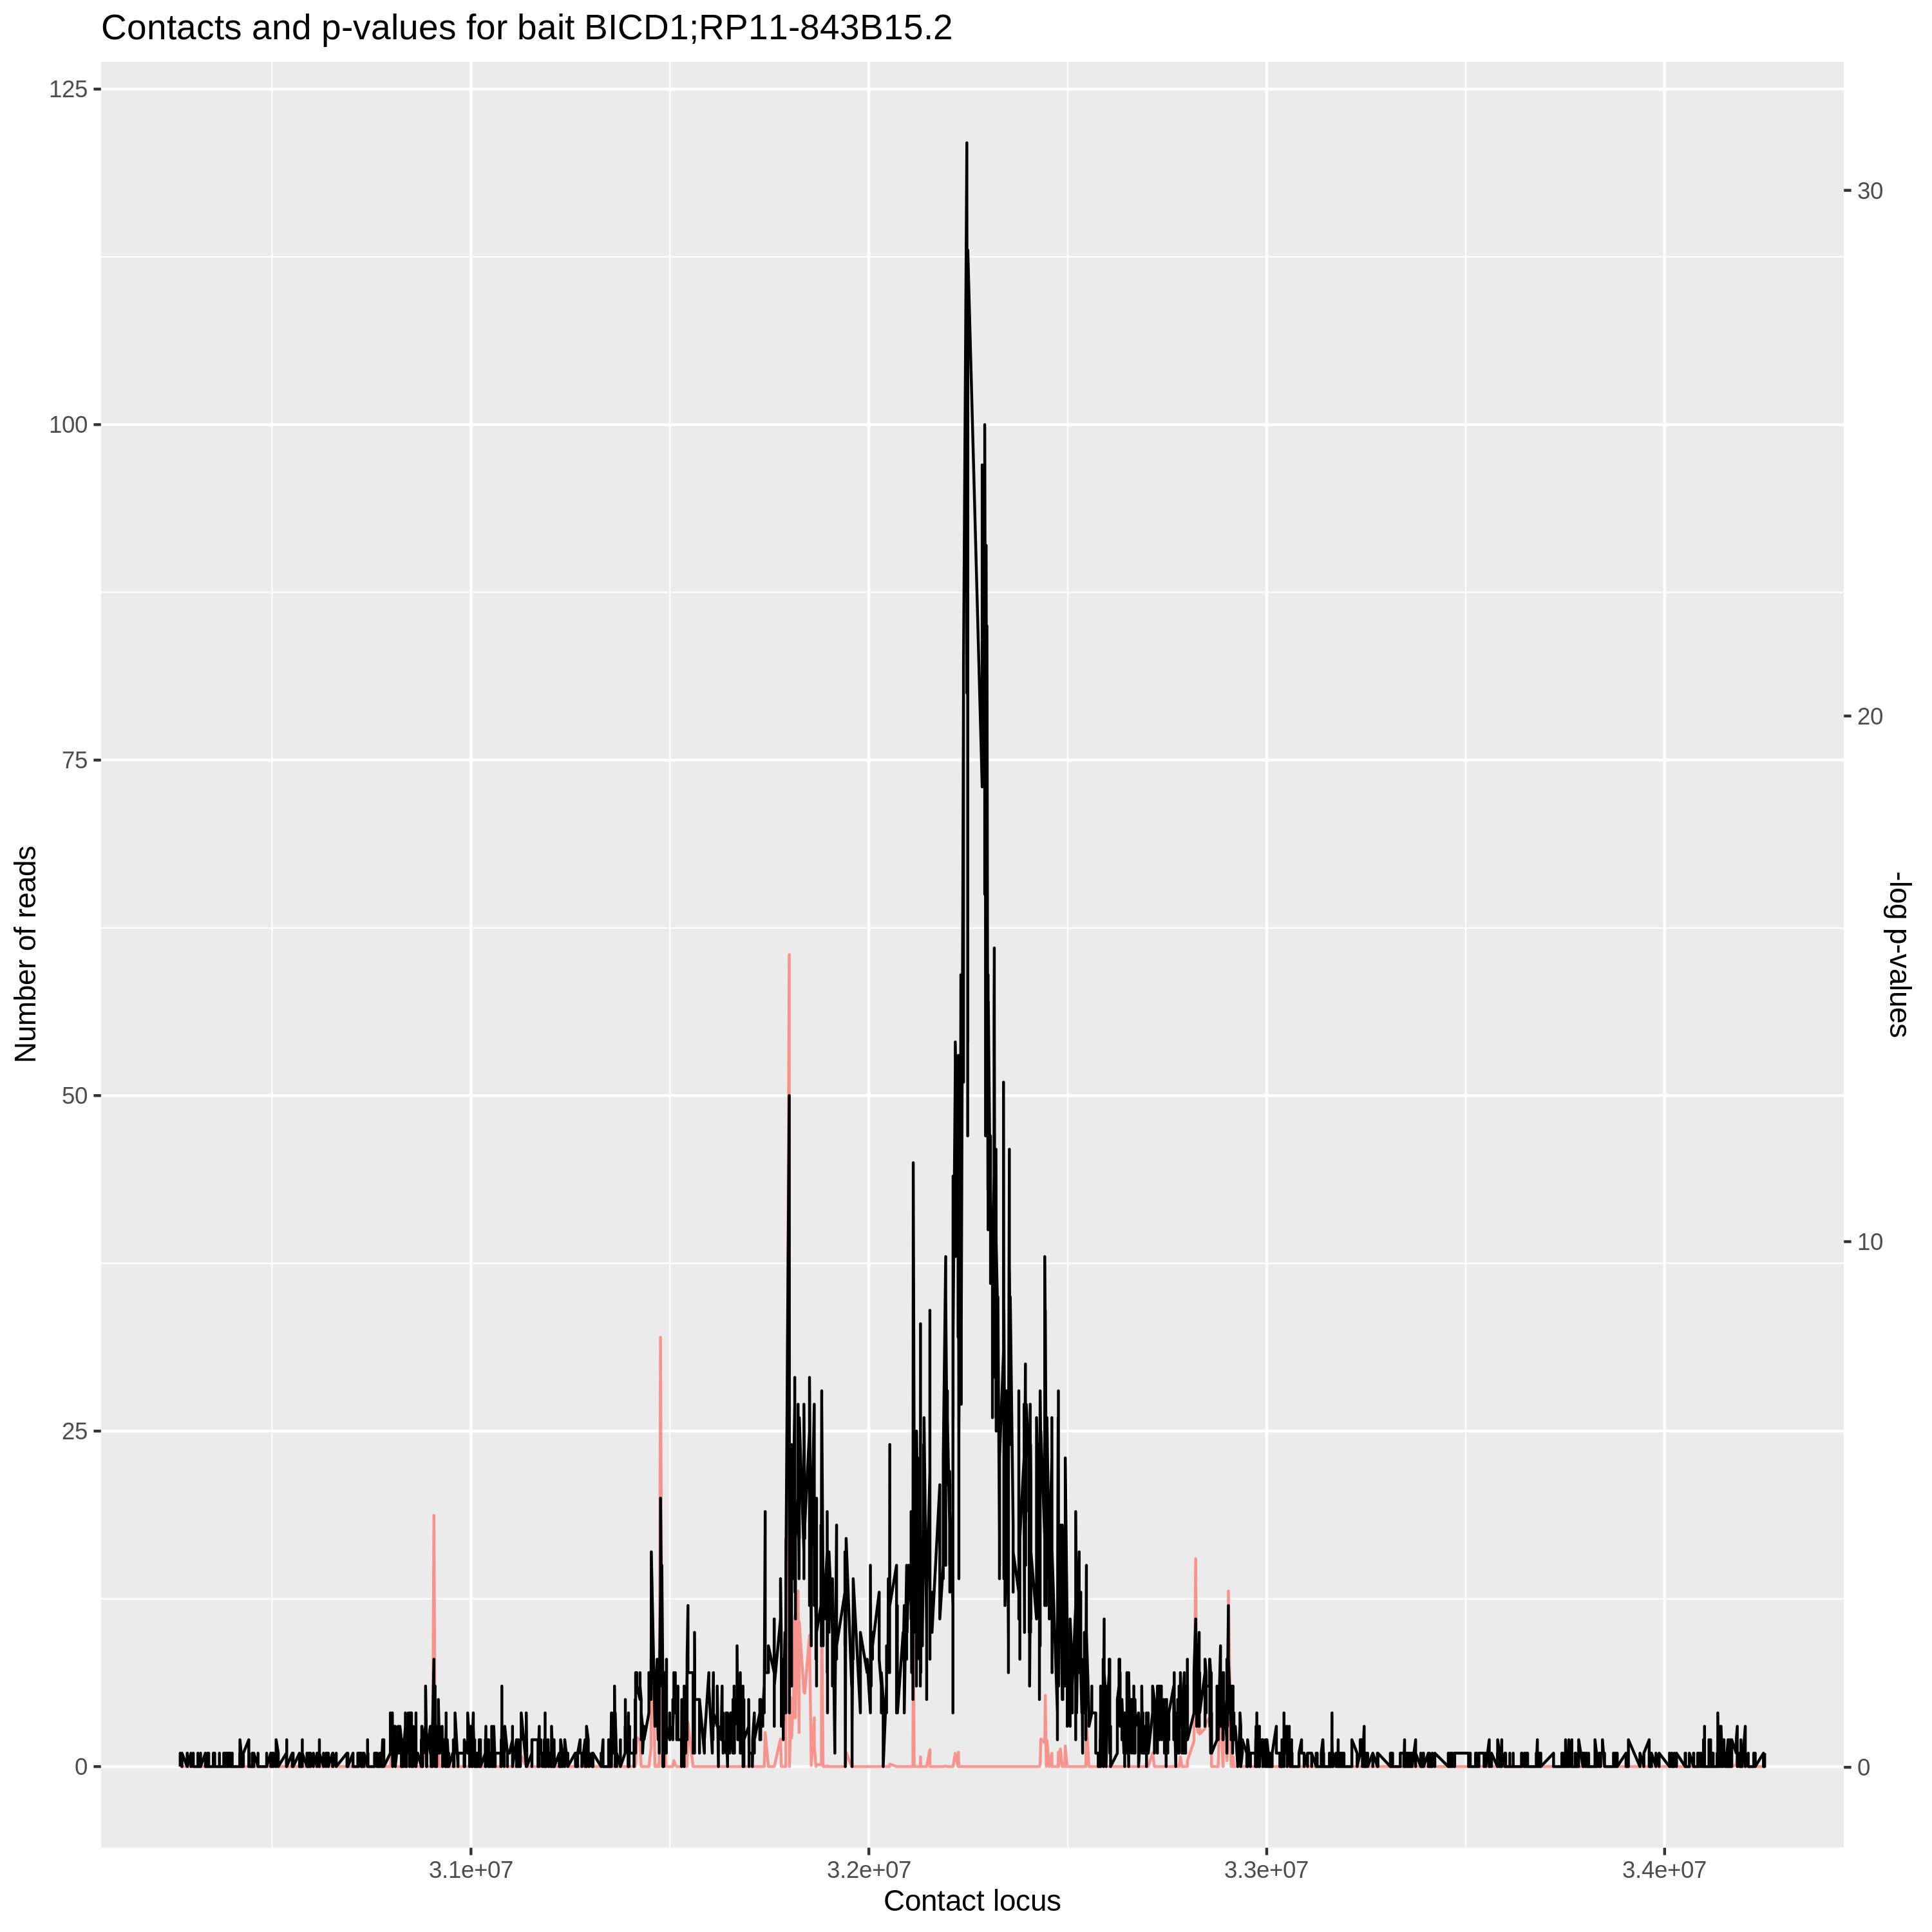 Contacts and p-values for bait BICD1;RP11-843B15.2
125
100
75
50
25
0
Number of reads
30
20
10
0
-log p-values
3.1e+07
3.2e+07
3.3e+07
3.4e+07
Contact locus